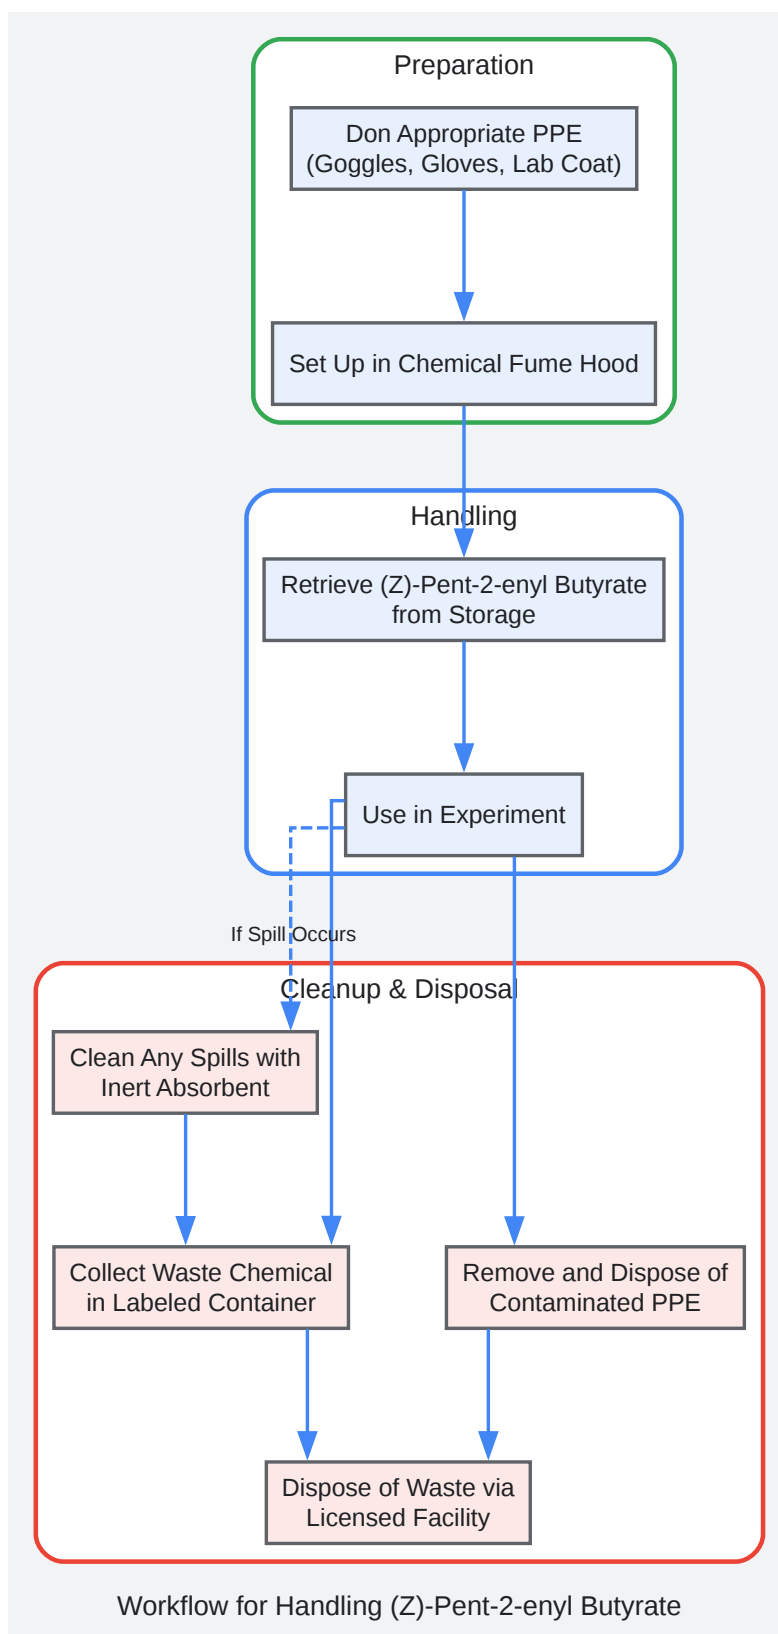 Preparation
Don Appropriate PPE
(Goggles, Gloves, Lab Coat)
Set Up in Chemical Fume Hood
Handling
Retrieve (Z)-Pent-2-enyl Butyrate
from Storage
Use in Experiment
If Spill Occurs
Cleanup & Disposal
Clean Any Spills with
Inert Absorbent
Collect Waste Chemical
in Labeled Container
Remove and Dispose of
Contaminated PPE
Dispose of Waste via
Licensed Facility
Workflow for Handling (Z)-Pent-2-enyl Butyrate